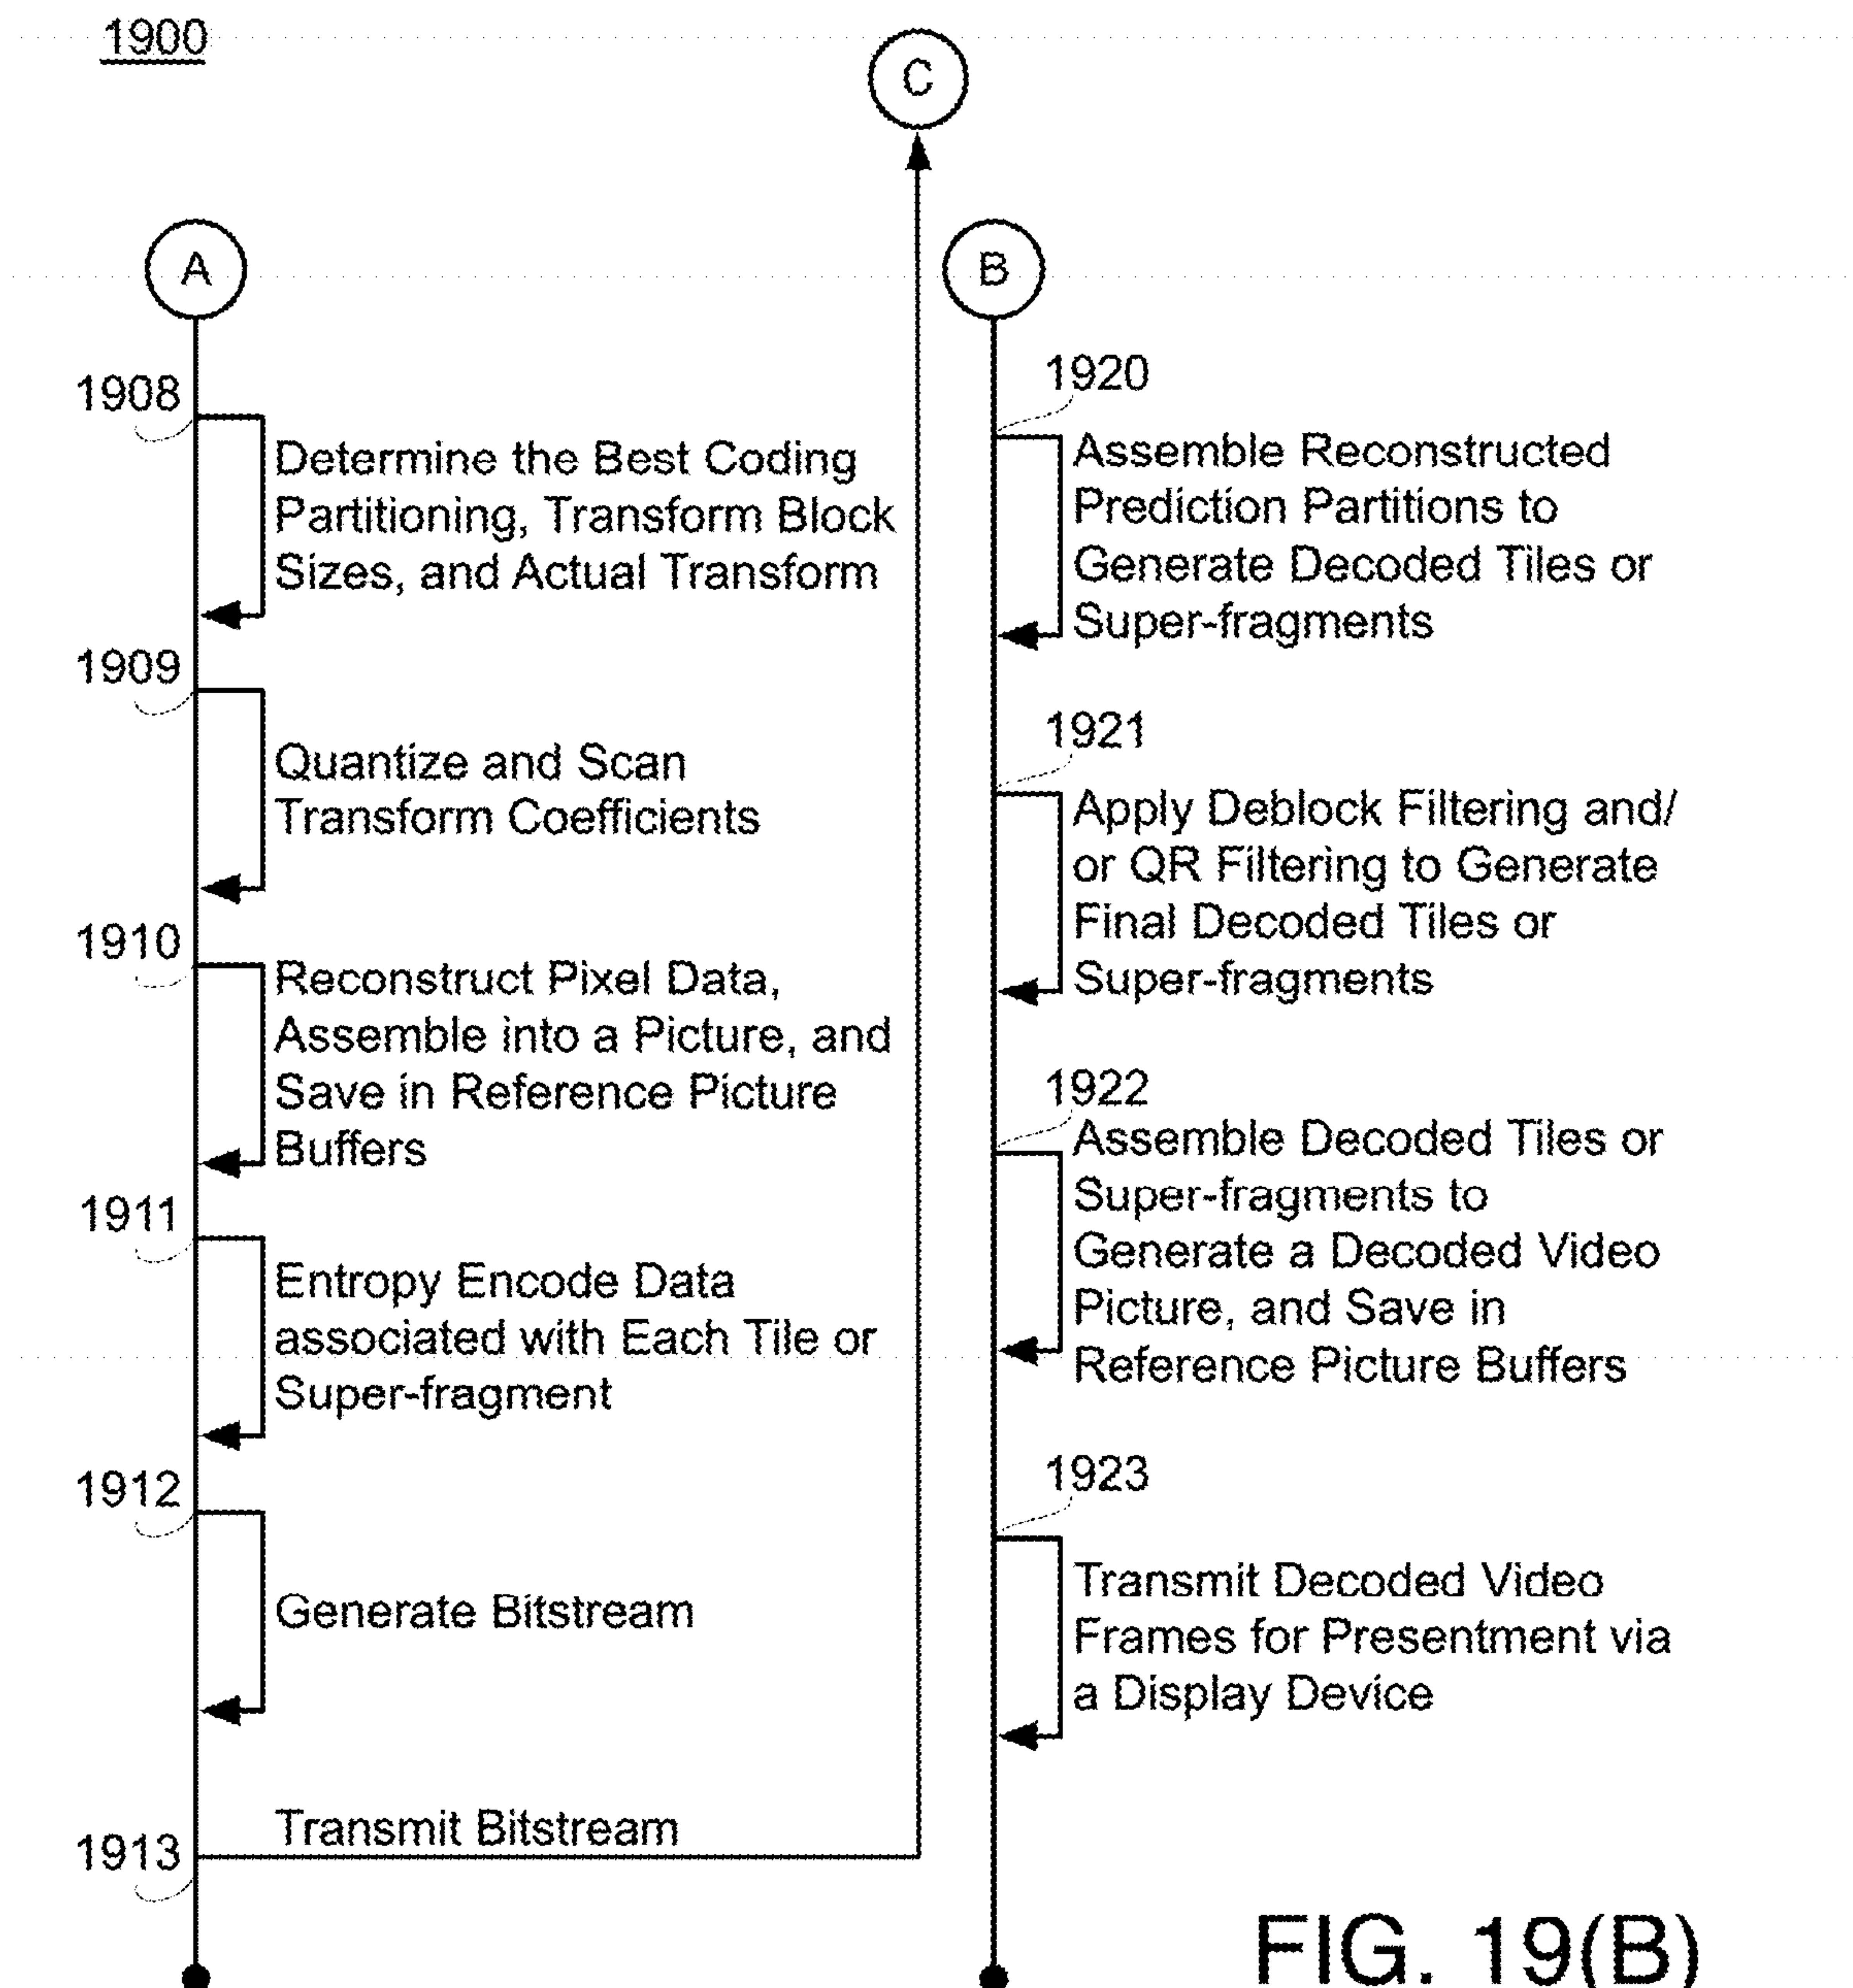 1900
C
A
B
1908
Determine the Best Coding
Partitioning, Transform Block
Sizes, and Actual Transform
1909
Quantize and Scan
Transform Coefficients
1910
Reconstruct Pixel Data,
Assemble into a Picture, and
Save in Reference Picture
Buffers
1911
Entropy Encode Data
associated with Each Tile or
Super-fragment
1912
Generate Bitstream
1913
Transmit Bitstream
1920
Assemble Reconstructed
Prediction Partitions to
Generate Decoded Tiles or
Super-fragments
1921
Apply Deblock Filtering and/
or QR Filtering to Generate
Final Decoded Tiles or
Super-fragments
1922
Assemble Decoded Tiles or
Super-fragments to
Generate a Decoded Video
Picture, and Save in
Reference Picture Buffers
1923
Transmit Decoded Video
Frames for Presentment via
a Display Device
FIG. 19(B)